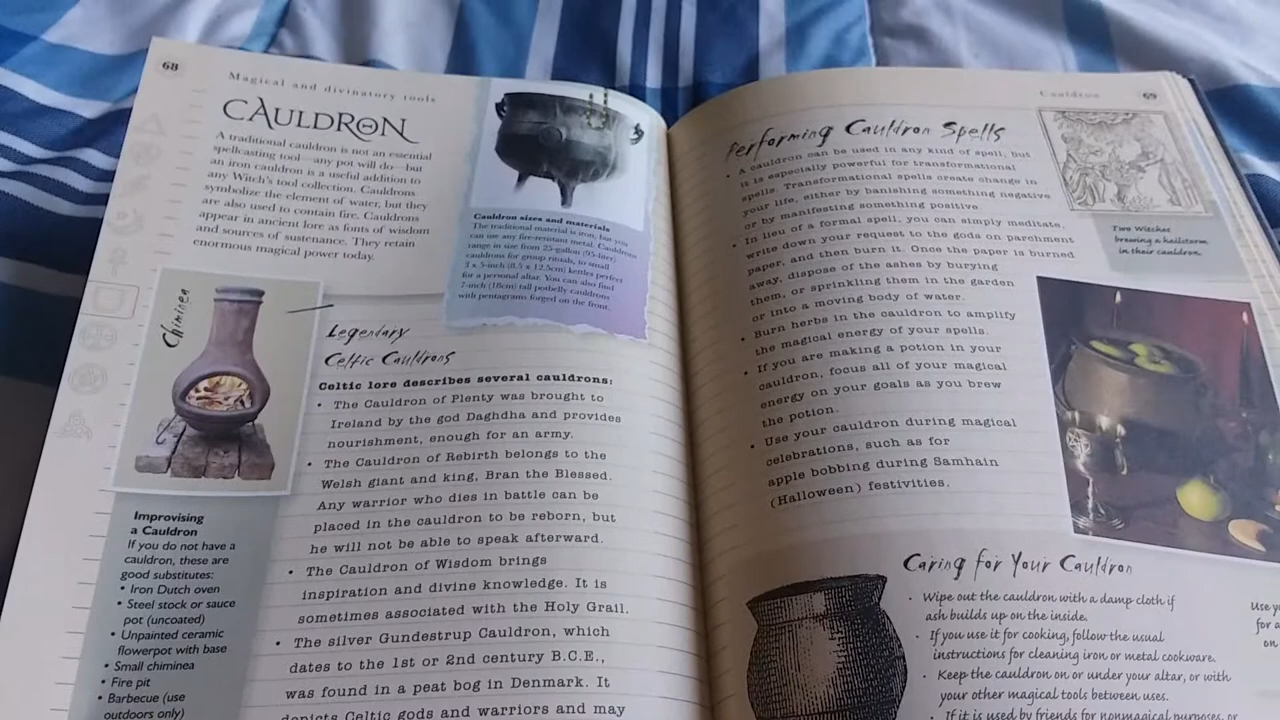 68
Magical and divinatory tools
CAULDRON
A traditional cauldron is not an essential
spellcasting tool—any pot will do—but
an iron cauldron is a useful addition to
any Witch's tool collection. Cauldrons
symbolize the element of water, but they
are also used to contain fire. Cauldrons
appear in ancient lore as fonts of wisdom
and sources of sustenance. They retain
enormous magical power today.
Cauldron sizes and materials
The traditional material is iron, but you
can use any fire-resistant metal. Cauldrons
range in size from 25-gallon (95-liter)
cauldrons for group rituals, to small
3 x 5-inch (8.5 x 12.5cm) kettles perfect
for a personal altar. You can also find
7-inch (18cm) tall potbelly cauldrons
with pentagrams forged on the front.
Chiminea
Legendary
Celtic Cauldrons
Celtic lore describes several cauldrons:
• The Cauldron of Plenty was brought to
Ireland by the god Daghdha and provides
nourishment, enough for an army.
• The Cauldron of Rebirth belongs to the
Welsh giant and king, Bran the Blessed.
Any warrior who dies in battle can be
placed in the cauldron to be reborn, but
he will not be able to speak afterward.
• The Cauldron of Wisdom brings
inspiration and divine knowledge. It is
sometimes associated with the Holy Grail.
• The silver Gundestrup Cauldron, which
dates to the 1st or 2nd century B.C.E.,
was found in a peat bog in Denmark. It
depicts Celtic gods and warriors and may
Improvising
a Cauldron
If you do not have a
cauldron, these are
good substitutes:
• Iron Dutch oven
• Steel stock or sauce
pot (uncoated)
• Unpainted ceramic
flowerpot with base
• Small chiminea
• Fire pit
• Barbecue (use
outdoors only)
Cauldron
69
Performing Cauldron Spells
• A cauldron can be used in any kind of spell, but
it is especially powerful for transformational
spells. Transformational spells create change in
your life, either by banishing something negative
or by manifesting something positive.
• In lieu of a formal spell, you can simply meditate,
write down your request to the gods on parchment
paper, and then burn it. Once the paper is burned
away, dispose of the ashes by burying
them, or sprinkling them in the garden
or into a moving body of water.
• Burn herbs in the cauldron to amplify
the magical energy of your spells.
• If you are making a potion in your
cauldron, focus all of your magical
energy on your goals as you brew
the potion.
• Use your cauldron during magical
celebrations, such as for
apple bobbing during Samhain
(Halloween) festivities.
Two Witches
brewing a hailstorm
in their cauldron.
Caring for Your Cauldron
• Wipe out the cauldron with a damp cloth if
ash builds up on the inside.
• If you use it for cooking, follow the usual
instructions for cleaning iron or metal cookware.
• Keep the cauldron on or under your altar, or with
your other magical tools between uses.
• If it is used by friends for nonmagical purposes, or
Use
for a
on